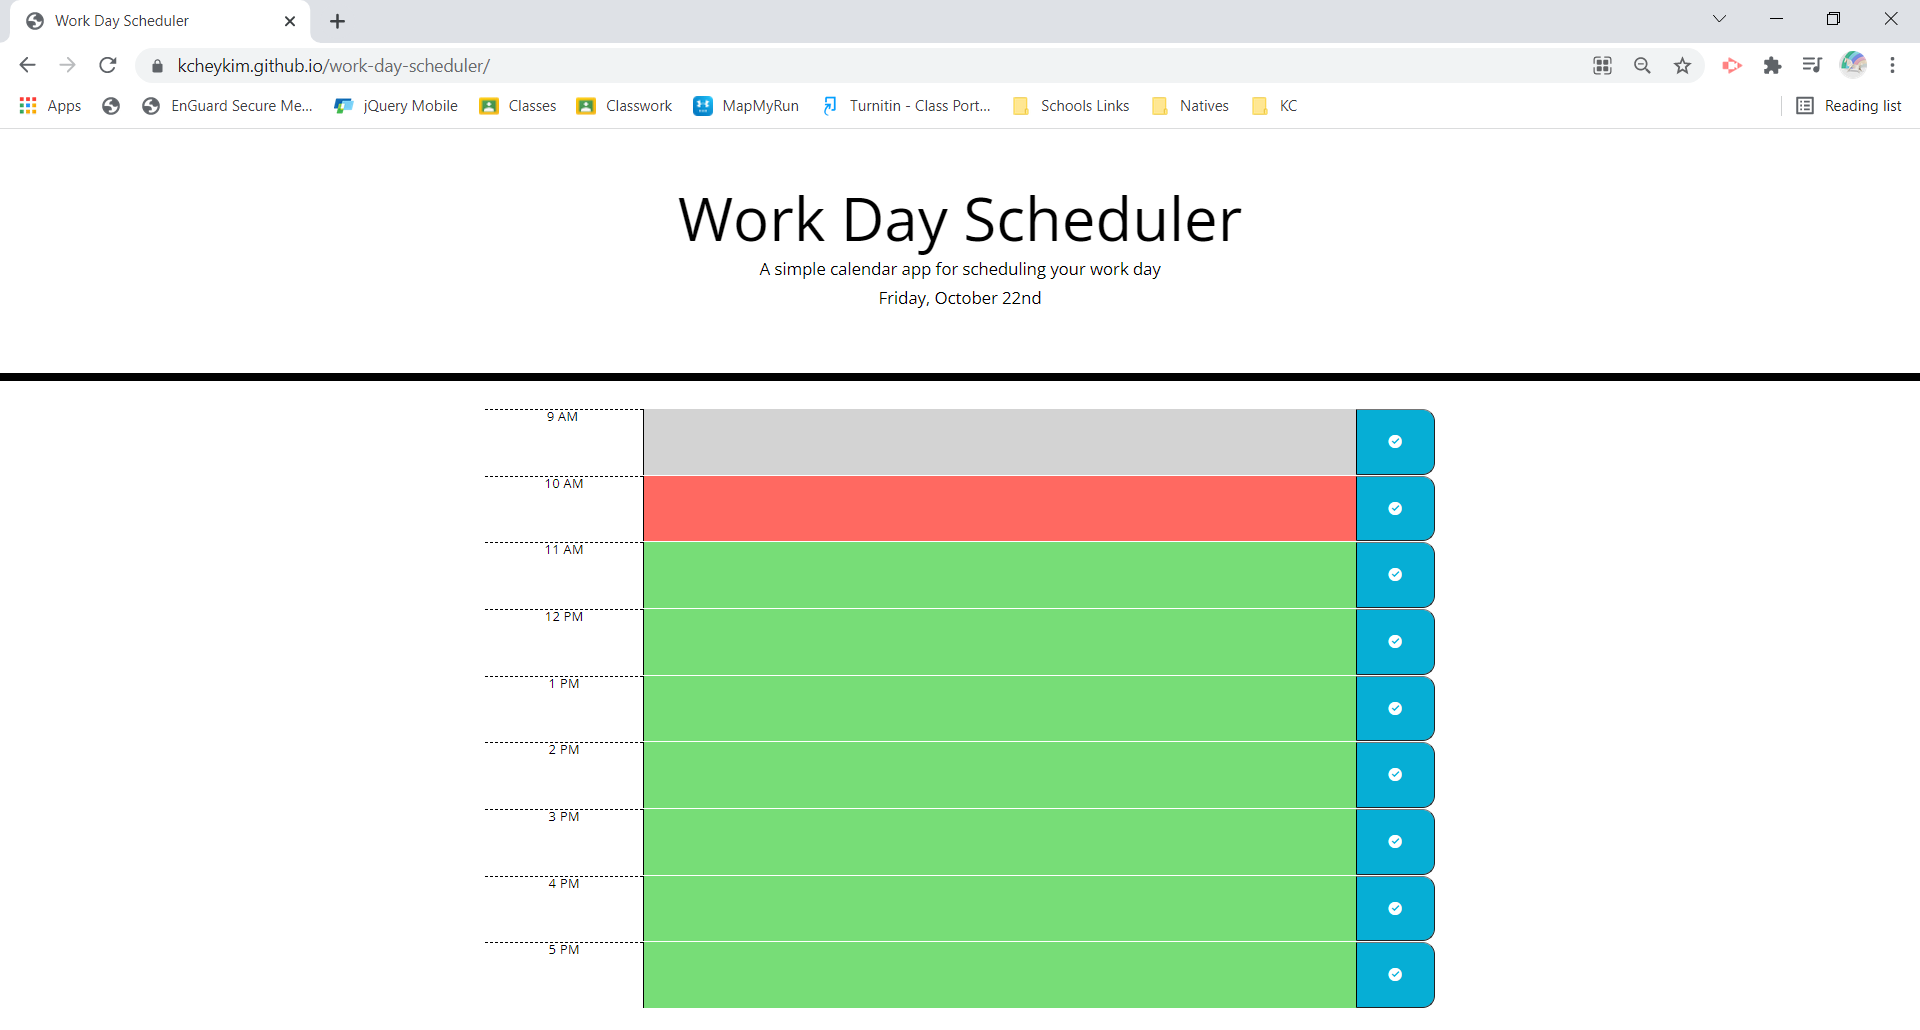 Work Day Scheduler
kcheykim.github.io/work-day-scheduler/
Apps EnGuard Secure Me... jQuery Mobile Classes Classwork MapMyRun Turnitin - Class Port... Schools Links Natives KC Reading list
Work Day Scheduler
A simple calendar app for scheduling your work day
Friday, October 22nd
9 AM
10 AM
11 AM
12 PM
1 PM
2 PM
3 PM
4 PM
5 PM